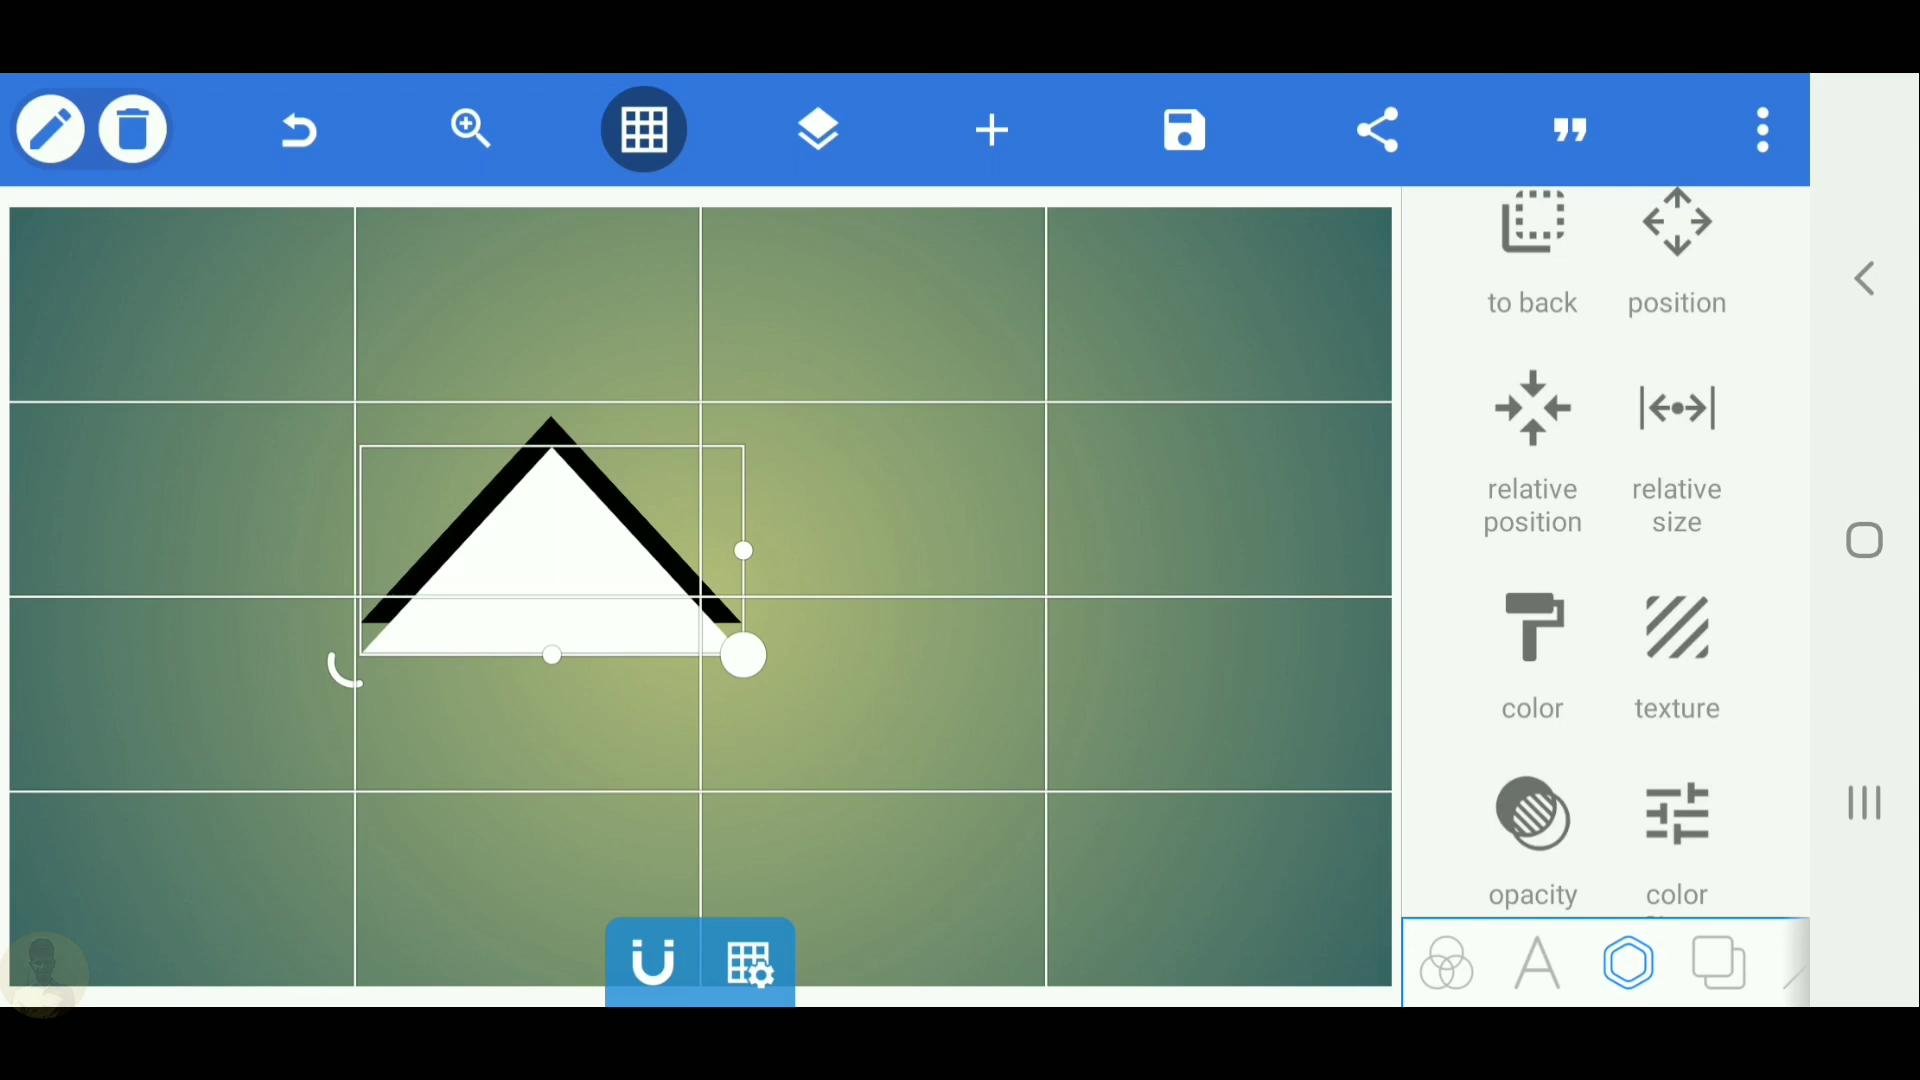 to back
position
relative
position
relative
size
color
texture
opacity
color